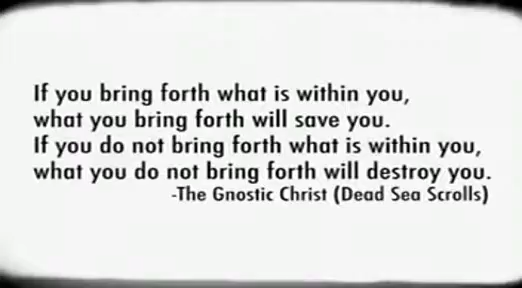 If you bring forth what is within you,
what you bring forth will save you.
If you do not bring forth what is within you,
what you do not bring forth will destroy you.
-The Gnostic Christ (Dead Sea Scrolls)